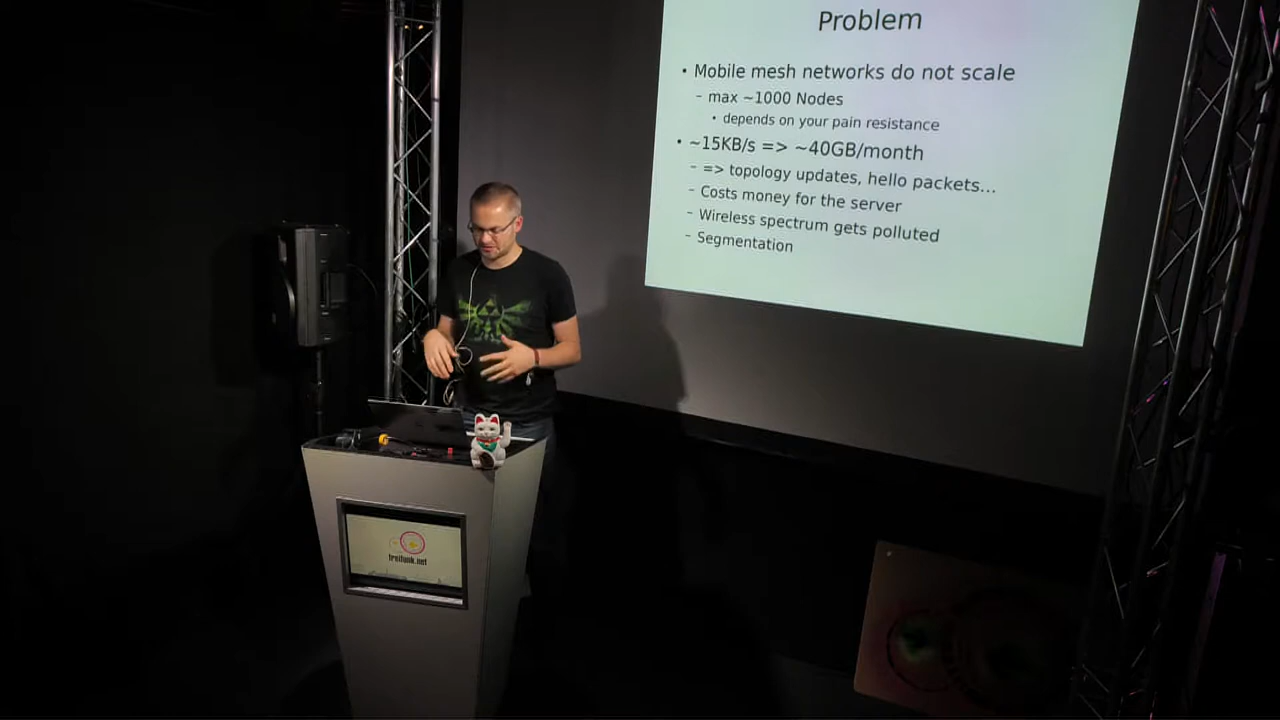 Problem
• Mobile mesh networks do not scale
– max ~1000 Nodes
• depends on your pain resistance
• ~15KB/s => ~40GB/month
– => topology updates, hello packets...
– Costs money for the server
– Wireless spectrum gets polluted
– Segmentation
freifunk.net